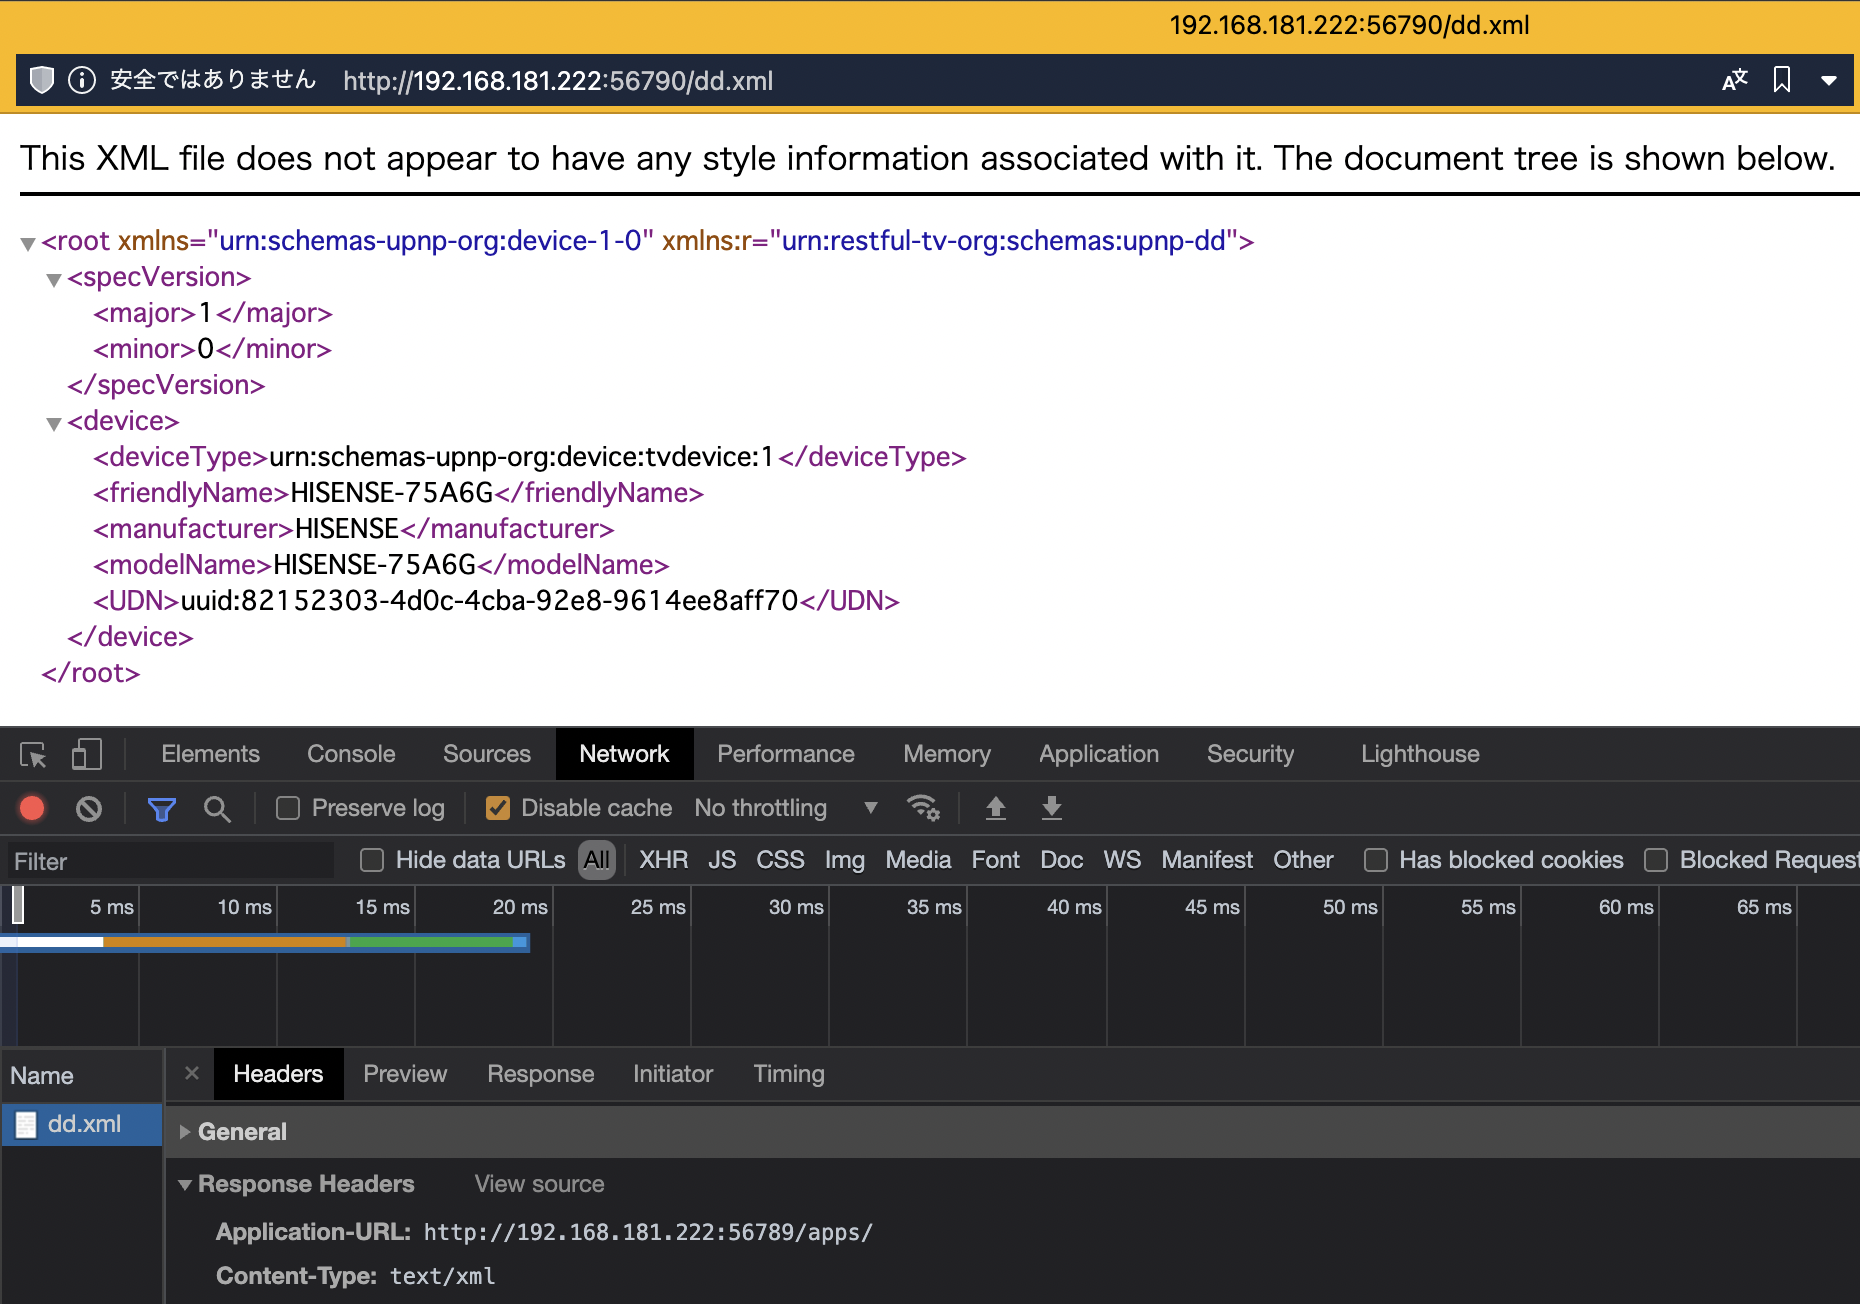 192.168.181.222:56790/dd.xml
安全ではありません http://192.168.181.222:56790/dd.xml
This XML file does not appear to have any style information associated with it. The document tree is shown below.
<root xmlns="urn:schemas-upnp-org:device-1-0" xmlns:r="urn:restful-tv-org:schemas:upnp-dd">
<specVersion>
<major>1</major>
<minor>0</minor>
</specVersion>
<device>
<deviceType>urn:schemas-upnp-org:device:tvdevice:1</deviceType>
<friendlyName>HISENSE-75A6G</friendlyName>
<manufacturer>HISENSE</manufacturer>
<modelName>HISENSE-75A6G</modelName>
<UDN>uuid:82152303-4d0c-4cba-92e8-9614ee8aff70</UDN>
</device>
</root>
Elements Console Sources Network Performance Memory Application Security Lighthouse
Preserve log Disable cache No throttling
Filter Hide data URLs All XHR JS CSS Img Media Font Doc WS Manifest Other Has blocked cookies Blocked Request
5 ms 10 ms 15 ms 20 ms 25 ms 30 ms 35 ms 40 ms 45 ms 50 ms 55 ms 60 ms 65 ms
Name Headers Preview Response Initiator Timing
dd.xml General
Response Headers View source
Application-URL: http://192.168.181.222:56789/apps/
Content-Type: text/xml